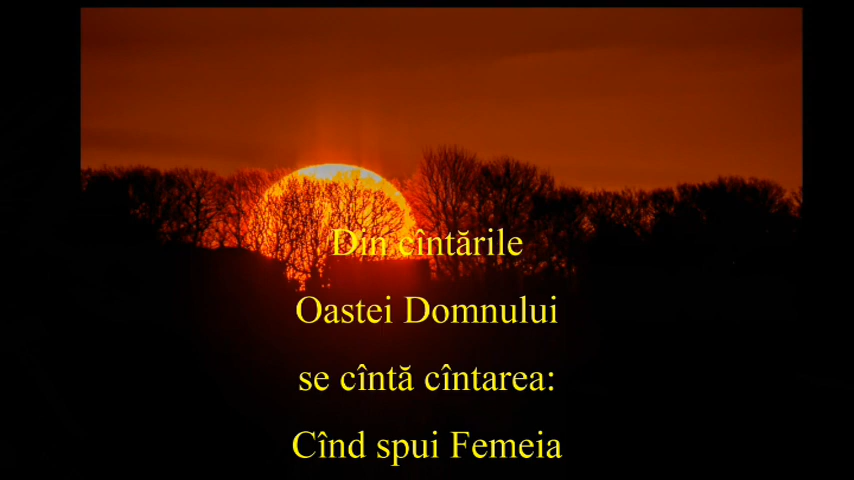 Din cîntările
Oastei Domnului
se cîntă cîntarea:
Cînd spui Femeia